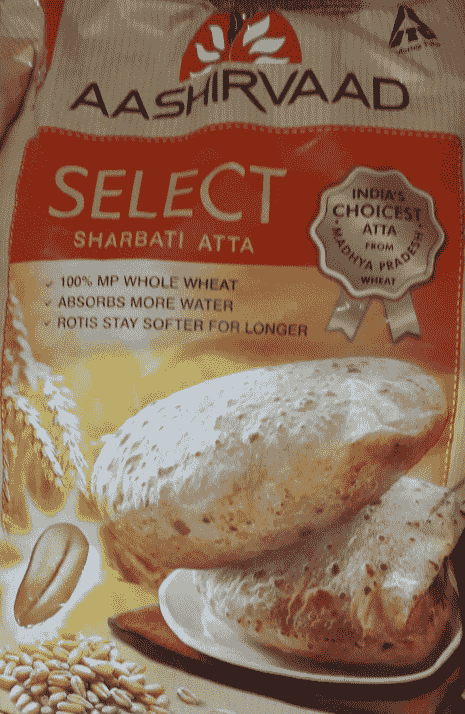 AASHIRVAAD
SELECT
SHARBATI ATTA
INDIA'S
CHOICEST
ATTA
FROM
MADHYA PRADESH
WHEAT
100% MP WHOLE WHEAT
ABSORBS MORE WATER
ROTIS STAY SOFTER FOR LONGER